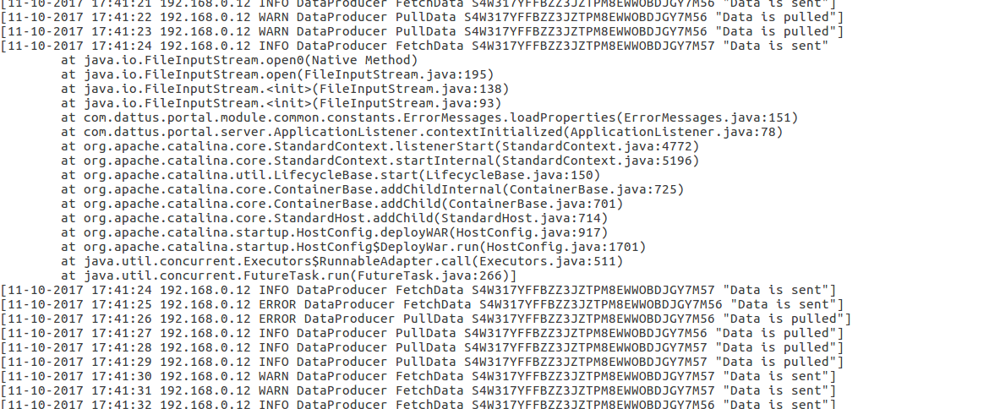 [11-10-2017 17:41:21 192.168.0.12 INFO DataProducer FetchData S4W317YFFBZZ3JZTPM8EWWOBDJGY7M56 "Data is sent"]
[11-10-2017 17:41:22 192.168.0.12 WARN DataProducer PullData S4W317YFFBZZ3JZTPM8EWWOBDJGY7M56 "Data is pulled"]
[11-10-2017 17:41:23 192.168.0.12 WARN DataProducer PullData S4W317YFFBZZ3JZTPM8EWWOBDJGY7M56 "Data is pulled"]
[11-10-2017 17:41:24 192.168.0.12 INFO DataProducer FetchData S4W317YFFBZZ3JZTPM8EWWOBDJGY7M57 "Data is sent"
at java.io.FileInputStream.open0(Native Method)
at java.io.FileInputStream.open(FileInputStream.java:195)
at java.io.FileInputStream.<init>(FileInputStream.java:138)
at java.io.FileInputStream.<init>(FileInputStream.java:93)
at com.dattus.portal.module.common.constants.ErrorMessages.loadProperties(ErrorMessages.java:151)
at com.dattus.portal.server.ApplicationListener.contextInitialized(ApplicationListener.java:78)
at org.apache.catalina.core.StandardContext.listenerStart(StandardContext.java:4772)
at org.apache.catalina.core.StandardContext.startInternal(StandardContext.java:5196)
at org.apache.catalina.util.LifecycleBase.start(LifecycleBase.java:150)
at org.apache.catalina.core.ContainerBase.addChildInternal(ContainerBase.java:725)
at org.apache.catalina.core.ContainerBase.addChild(ContainerBase.java:701)
at org.apache.catalina.core.StandardHost.addChild(StandardHost.java:714)
at org.apache.catalina.startup.HostConfig.deployWAR(HostConfig.java:917)
at org.apache.catalina.startup.HostConfig$DeployWar.run(HostConfig.java:1701)
at java.util.concurrent.Executors$RunnableAdapter.call(Executors.java:511)
at java.util.concurrent.FutureTask.run(FutureTask.java:266)]
[11-10-2017 17:41:24 192.168.0.12 INFO DataProducer FetchData S4W317YFFBZZ3JZTPM8EWWOBDJGY7M57 "Data is sent"]
[11-10-2017 17:41:25 192.168.0.12 ERROR DataProducer FetchData S4W317YFFBZZ3JZTPM8EWWOBDJGY7M56 "Data is sent"]
[11-10-2017 17:41:26 192.168.0.12 ERROR DataProducer PullData S4W317YFFBZZ3JZTPM8EWWOBDJGY7M56 "Data is pulled"]
[11-10-2017 17:41:27 192.168.0.12 INFO DataProducer PullData S4W317YFFBZZ3JZTPM8EWWOBDJGY7M56 "Data is pulled"]
[11-10-2017 17:41:28 192.168.0.12 INFO DataProducer PullData S4W317YFFBZZ3JZTPM8EWWOBDJGY7M57 "Data is pulled"]
[11-10-2017 17:41:29 192.168.0.12 INFO DataProducer PullData S4W317YFFBZZ3JZTPM8EWWOBDJGY7M57 "Data is pulled"]
[11-10-2017 17:41:30 192.168.0.12 WARN DataProducer FetchData S4W317YFFBZZ3JZTPM8EWWOBDJGY7M57 "Data is sent"]
[11-10-2017 17:41:31 192.168.0.12 WARN DataProducer FetchData S4W317YFFBZZ3JZTPM8EWWOBDJGY7M57 "Data is sent"]
[11-10-2017 17:41:32 192.168.0.12 INFO DataProducer FetchData S4W317YFFBZZ3JZTPM8EWWOBDJGY7M56 "Data is sent"]